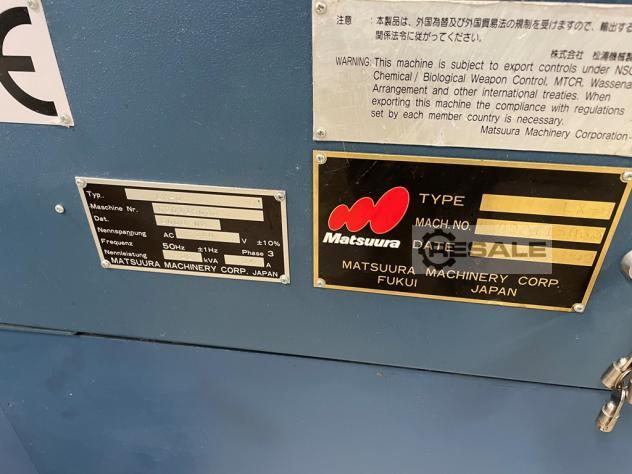 CE
注意 : 本製品は、外国為替及び外国貿易法の規制を受けますので、輸出する
関係法令に従がってください。
株式会社 松浦機械製
WARNING: This machine is subject to export controls under NSG
Chemical / Biological Weapon Control, MTCR, Wassena
Arrangement and other international treaties. When
exporting this machine the compliance with regulations
set by each member country is necessary.
Matsuura Machinery Corporation
Typ.
Maschine Nr.
Dat.
Nennspannung AC V ±10%
Frequenz 50Hz ±1Hz Phase 3
Nennleistung kVA A
MATSUURA MACHINERY CORP. JAPAN
Matsuura
TYPE
MACH. NO.
DATE
MATSUURA MACHINERY CORP.
FUKUI JAPAN
RESALE